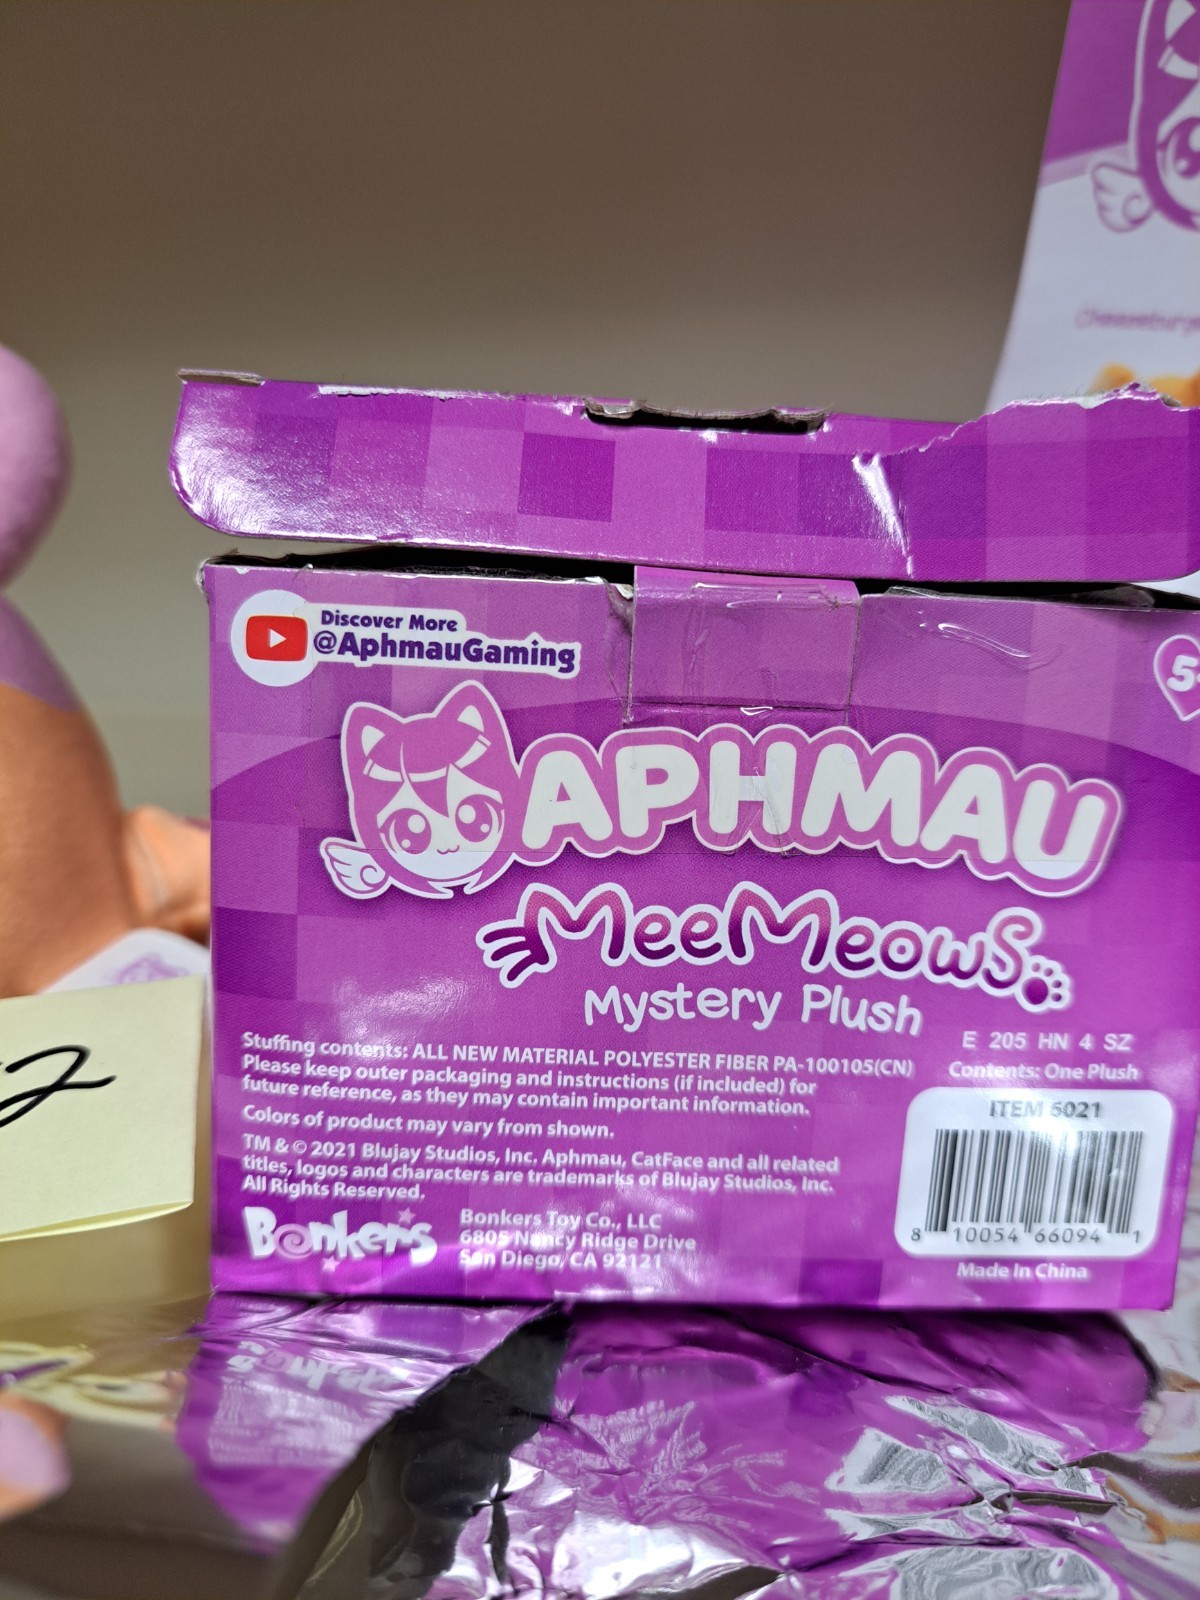 Discover More
@AphmauGaming
APHMAU
MeeMeows
Mystery Plush
Stuffing contents: ALL NEW MATERIAL POLYESTER FIBER PA-100105(CN)
Please keep outer packaging and instructions (if included) for
future reference, as they may contain important information.
Colors of product may vary from shown.
TM & © 2021 Blujay Studios, Inc. Aphmau, CatFace and all related
titles, logos and characters are trademarks of Blujay Studios, Inc.
All Rights Reserved.
Bonkers
Bonkers Toy Co., LLC
6805 Nancy Ridge Drive
San Diego, CA 92121
E 205 HN 4 SZ
Contents: One Plush
ITEM 6021
8 10054 66094 1
Made In China
2